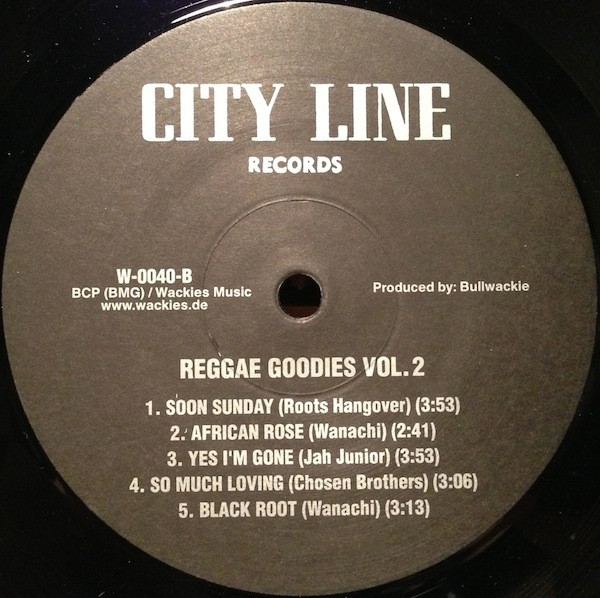 CITY LINE
RECORDS
W-0040-B
BCP (BMG) / Wackies Music
www.wackies.de
Produced by: Bullwackie
REGGAE GOODIES VOL. 2
1. SOON SUNDAY (Roots Hangover) (3:53)
2. AFRICAN ROSE (Wanachi) (2:41)
3. YES I'M GONE (Jah Junior) (3:53)
4. SO MUCH LOVING (Chosen Brothers) (3:06)
5. BLACK ROOT (Wanachi) (3:13)